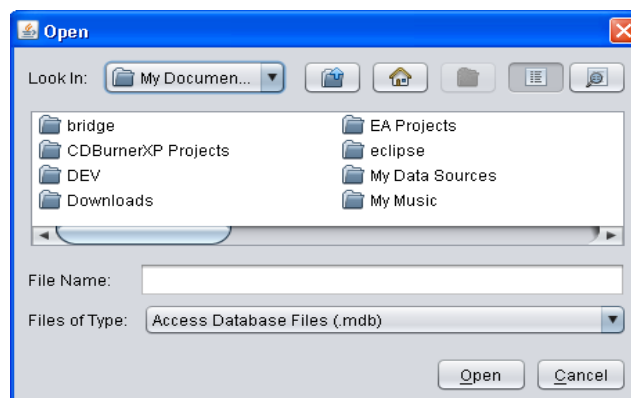 Open
Look In: My Documen...
bridge
CDBurnerXP Projects
DEV
Downloads
EA Projects
eclipse
My Data Sources
My Music
File Name:
Files of Type: Access Database Files (.mdb)
Open Cancel